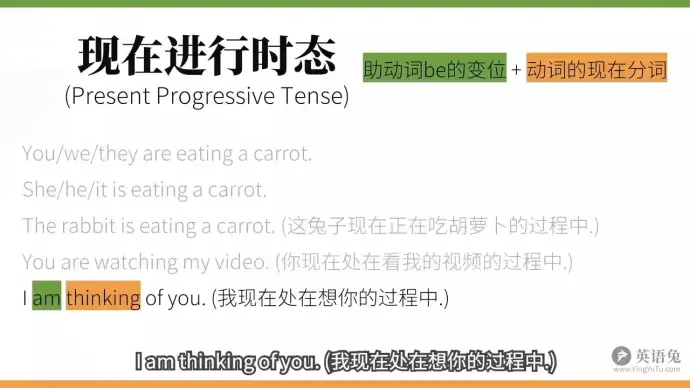 现在进行时态
(Present Progressive Tense)
助动词be的变位 + 动词的现在分词
You/we/they are eating a carrot.
She/he/it is eating a carrot.
The rabbit is eating a carrot. (这兔子现在正在吃胡萝卜的过程中.)
You are watching my video. (你现在处在看我的视频的过程中.)
I am thinking of you. (我现在处在想你的过程中.)
I am thinking of you. (我现在处在想你的过程中.)
英语兔
www.YingYuTu.com